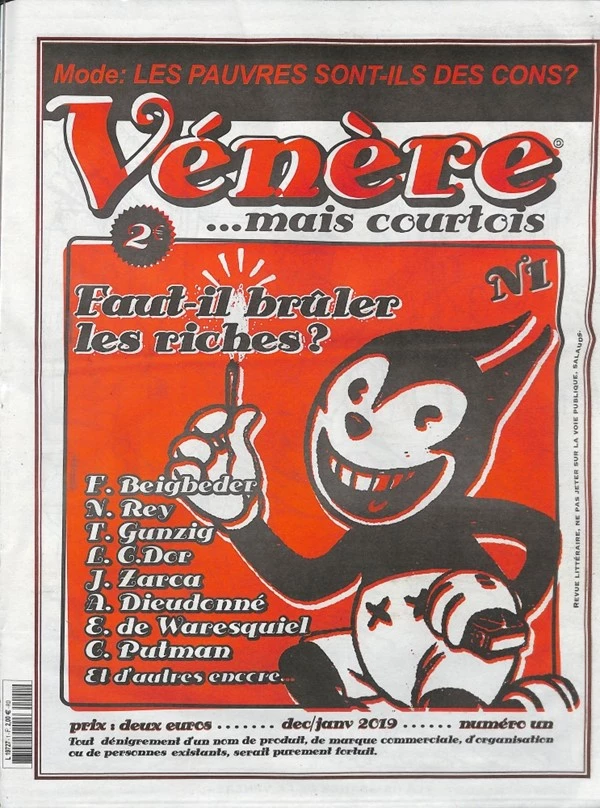 Mode: LES PAUVRES SONT-ILS DES CONS?
Vénère
...mais courtois
2€
N1
Faut-il brûler
les riches?
F. Beigbeder
N. Rey
T. Gunzig
L. C.Dor
J. Zarca
A. Dieudonné
E. de Waresquiel
C. Putman
Et d'autres encore...
REVUE LITTÉRAIRE, NE PAS JETER SUR LA VOIE PUBLIQUE, SALAUDS.
prix : deux euros ....... dec/janv 2019 ...... numéro un
Tout dénigrement d'un nom de produit, de marque commerciale, d'organisation
ou de personnes existants, serait purement fortuit.